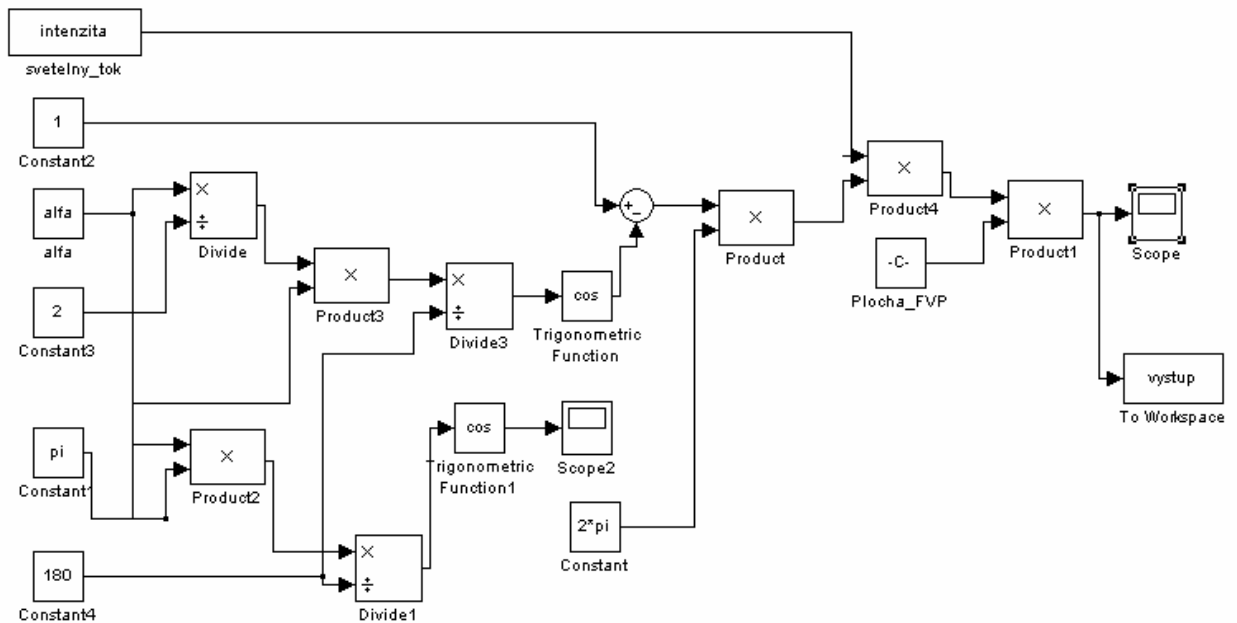 intenzita
svetelny_tok
1
Constant2
alfa
alfa
Divide
2
Constant3
Product3
Divide3
cos
Trigonometric
Function
Product
Product4
-C-
Plocha_FVP
Product1
Scope
vystup
To Workspace
pi
Constant1
Product2
cos
Trigonometric
Function1
Scope2
2*pi
Constant
180
Constant4
Divide1